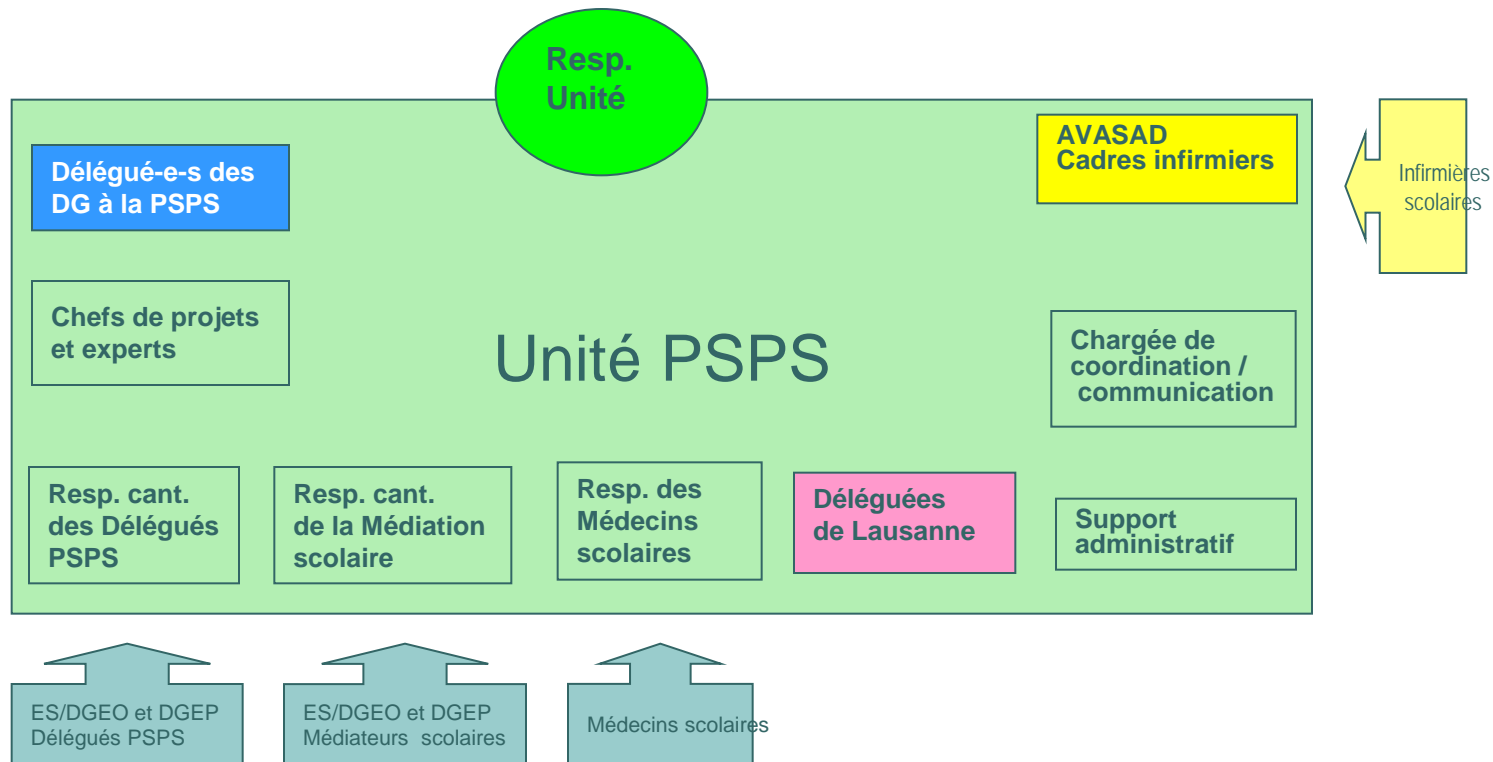 Resp.
Unité
Délégué-e-s des
DG à la PSPS
AVASAD
Cadres infirmiers
Infirmières
scolaires
Chefs de projets
et experts
Unité PSPS
Chargée de
coordination /
communication
Resp. cant.
des Délégués
PSPS
Resp. cant.
de la Médiation
scolaire
Resp. des
Médecins
scolaires
Déléguées
de Lausanne
Support
administratif
ES/DGEO et DGEP
Délégués PSPS
ES/DGEO et DGEP
Médiateurs scolaires
Médecins scolaires